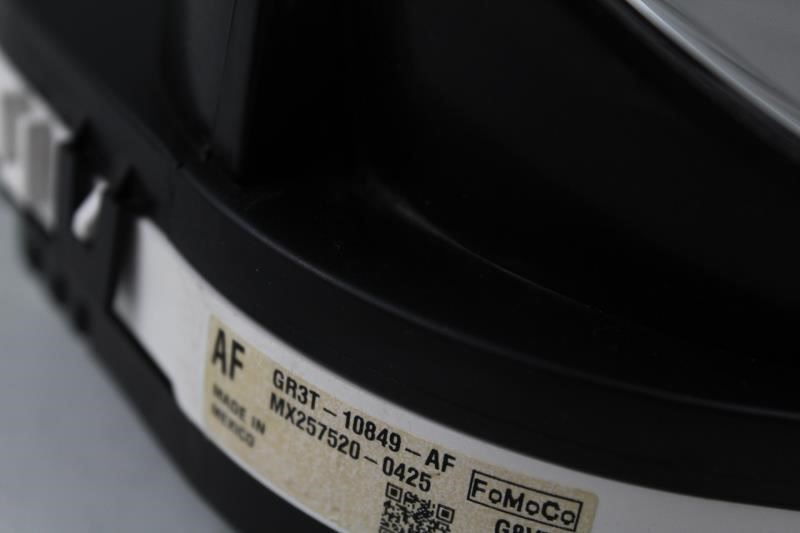 AF
GR3T-10849-AF
MX257520-0425
MADE IN
MEXICO
FoMoCo